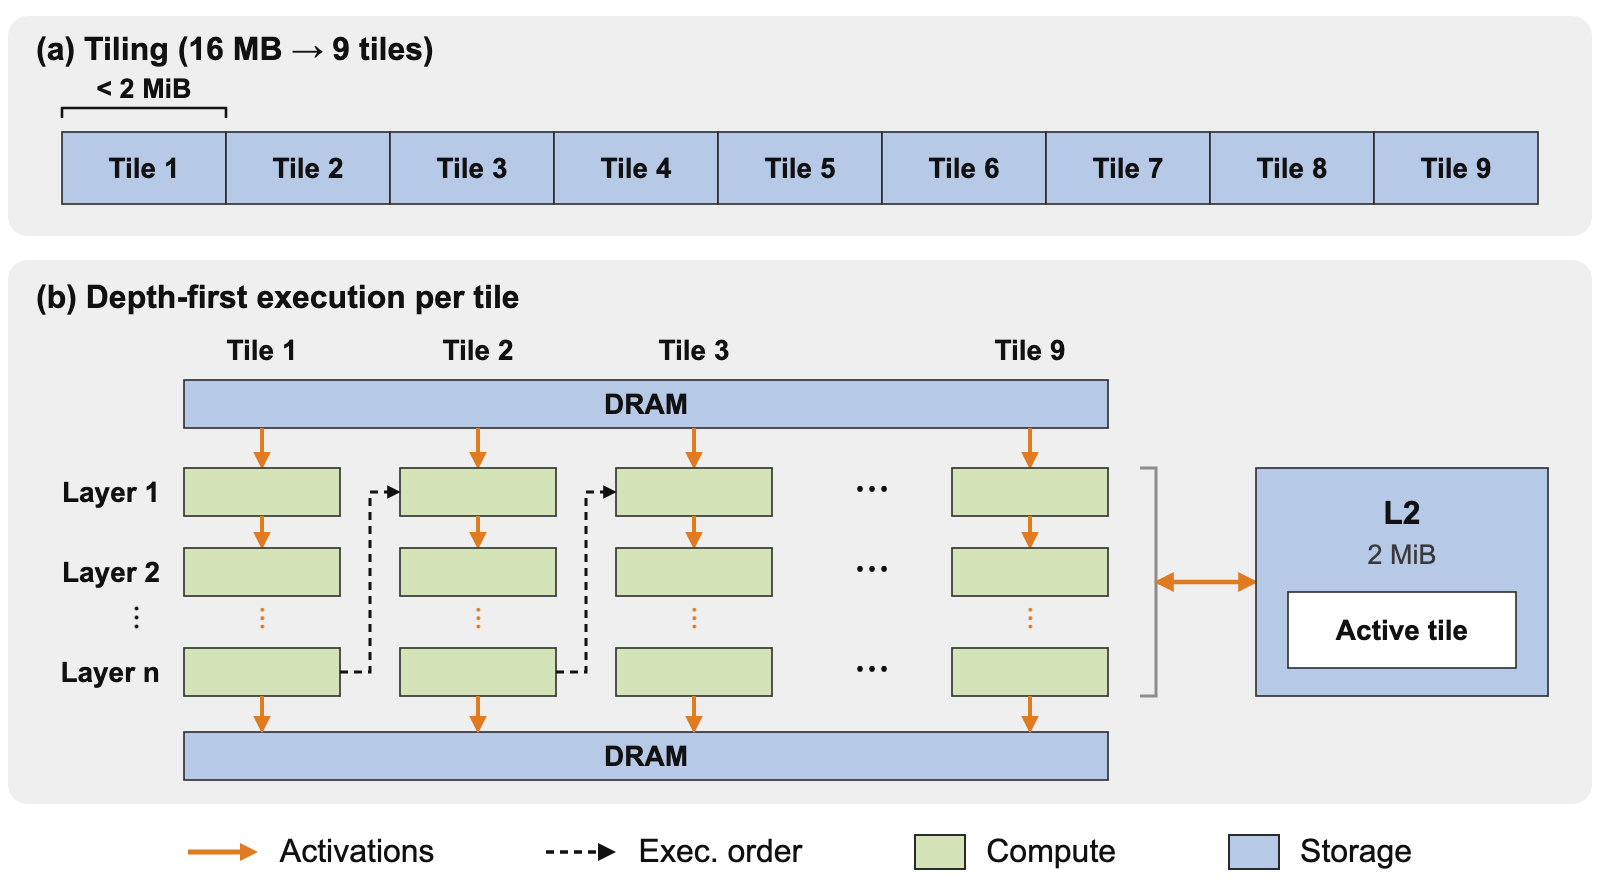 (a) Tiling (16 MB → 9 tiles)
< 2 MiB
Tile 1 Tile 2 Tile 3 Tile 4 Tile 5 Tile 6 Tile 7 Tile 8 Tile 9
(b) Depth-first execution per tile
Tile 1 Tile 2 Tile 3 Tile 9
DRAM
Layer 1 ...
Layer 2 ...
⋮ ⋮ ⋮ ⋮ ⋮
Layer n ...
DRAM
L2
2 MiB
Active tile
Activations Exec. order Compute Storage